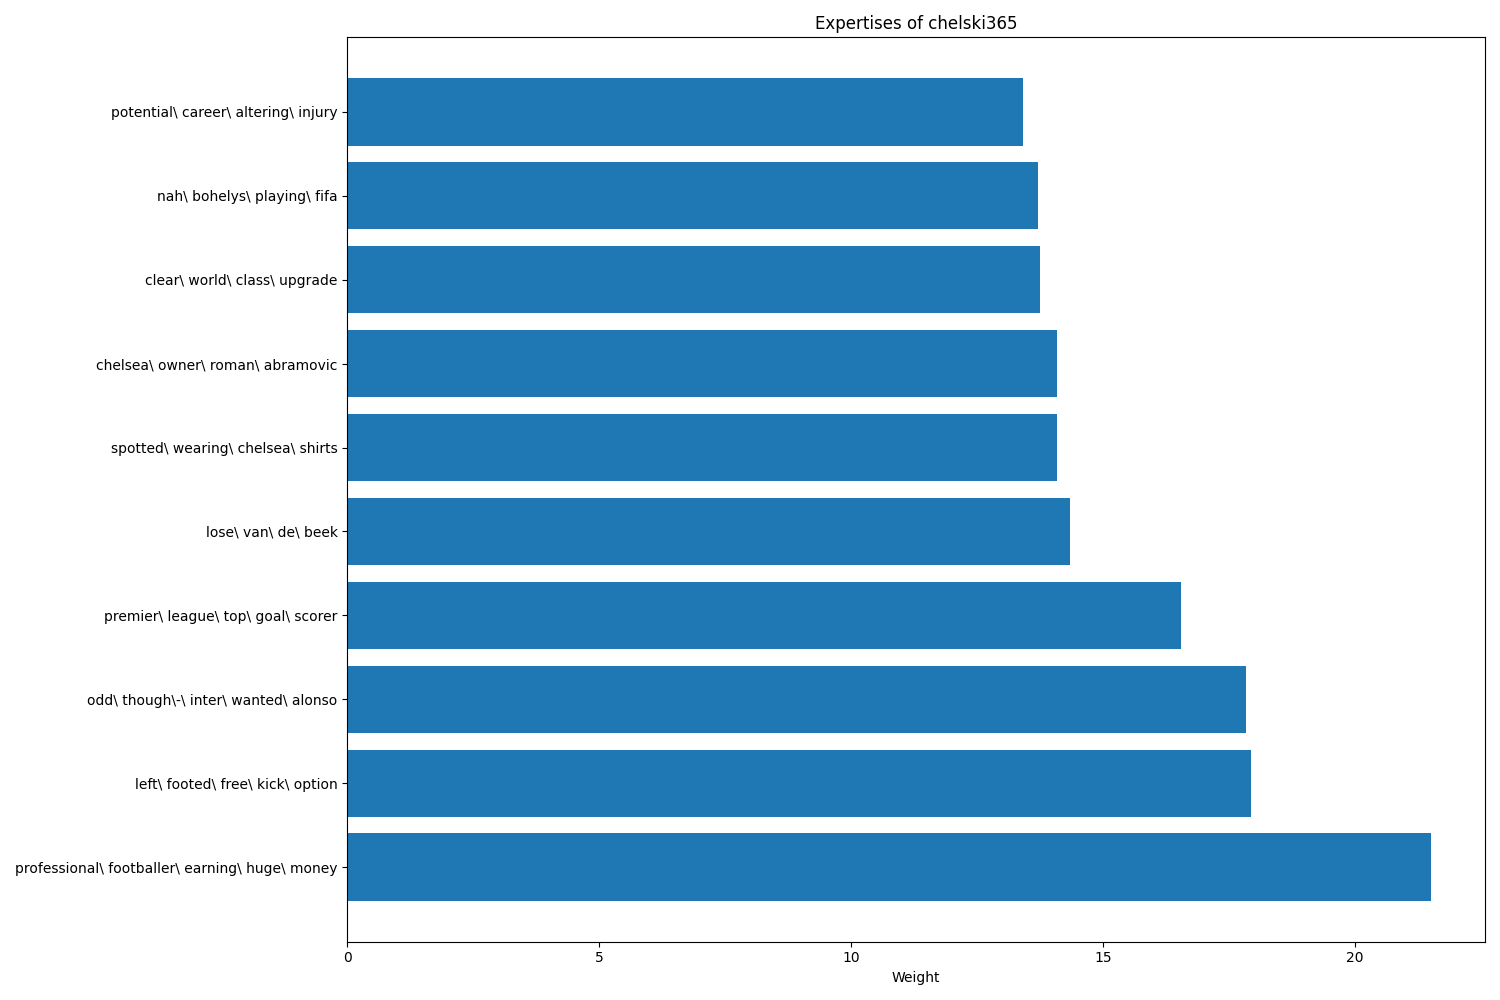 Expertises of chelski365
potential\ career\ altering\ injury
nah\ bohelys\ playing\ fifa
clear\ world\ class\ upgrade
chelsea\ owner\ roman\ abramovic
spotted\ wearing\ chelsea\ shirts
lose\ van\ de\ beek
premier\ league\ top\ goal\ scorer
odd\ though\-\ inter\ wanted\ alonso
left\ footed\ free\ kick\ option
professional\ footballer\ earning\ huge\ money
0 5 10 15 20
Weight